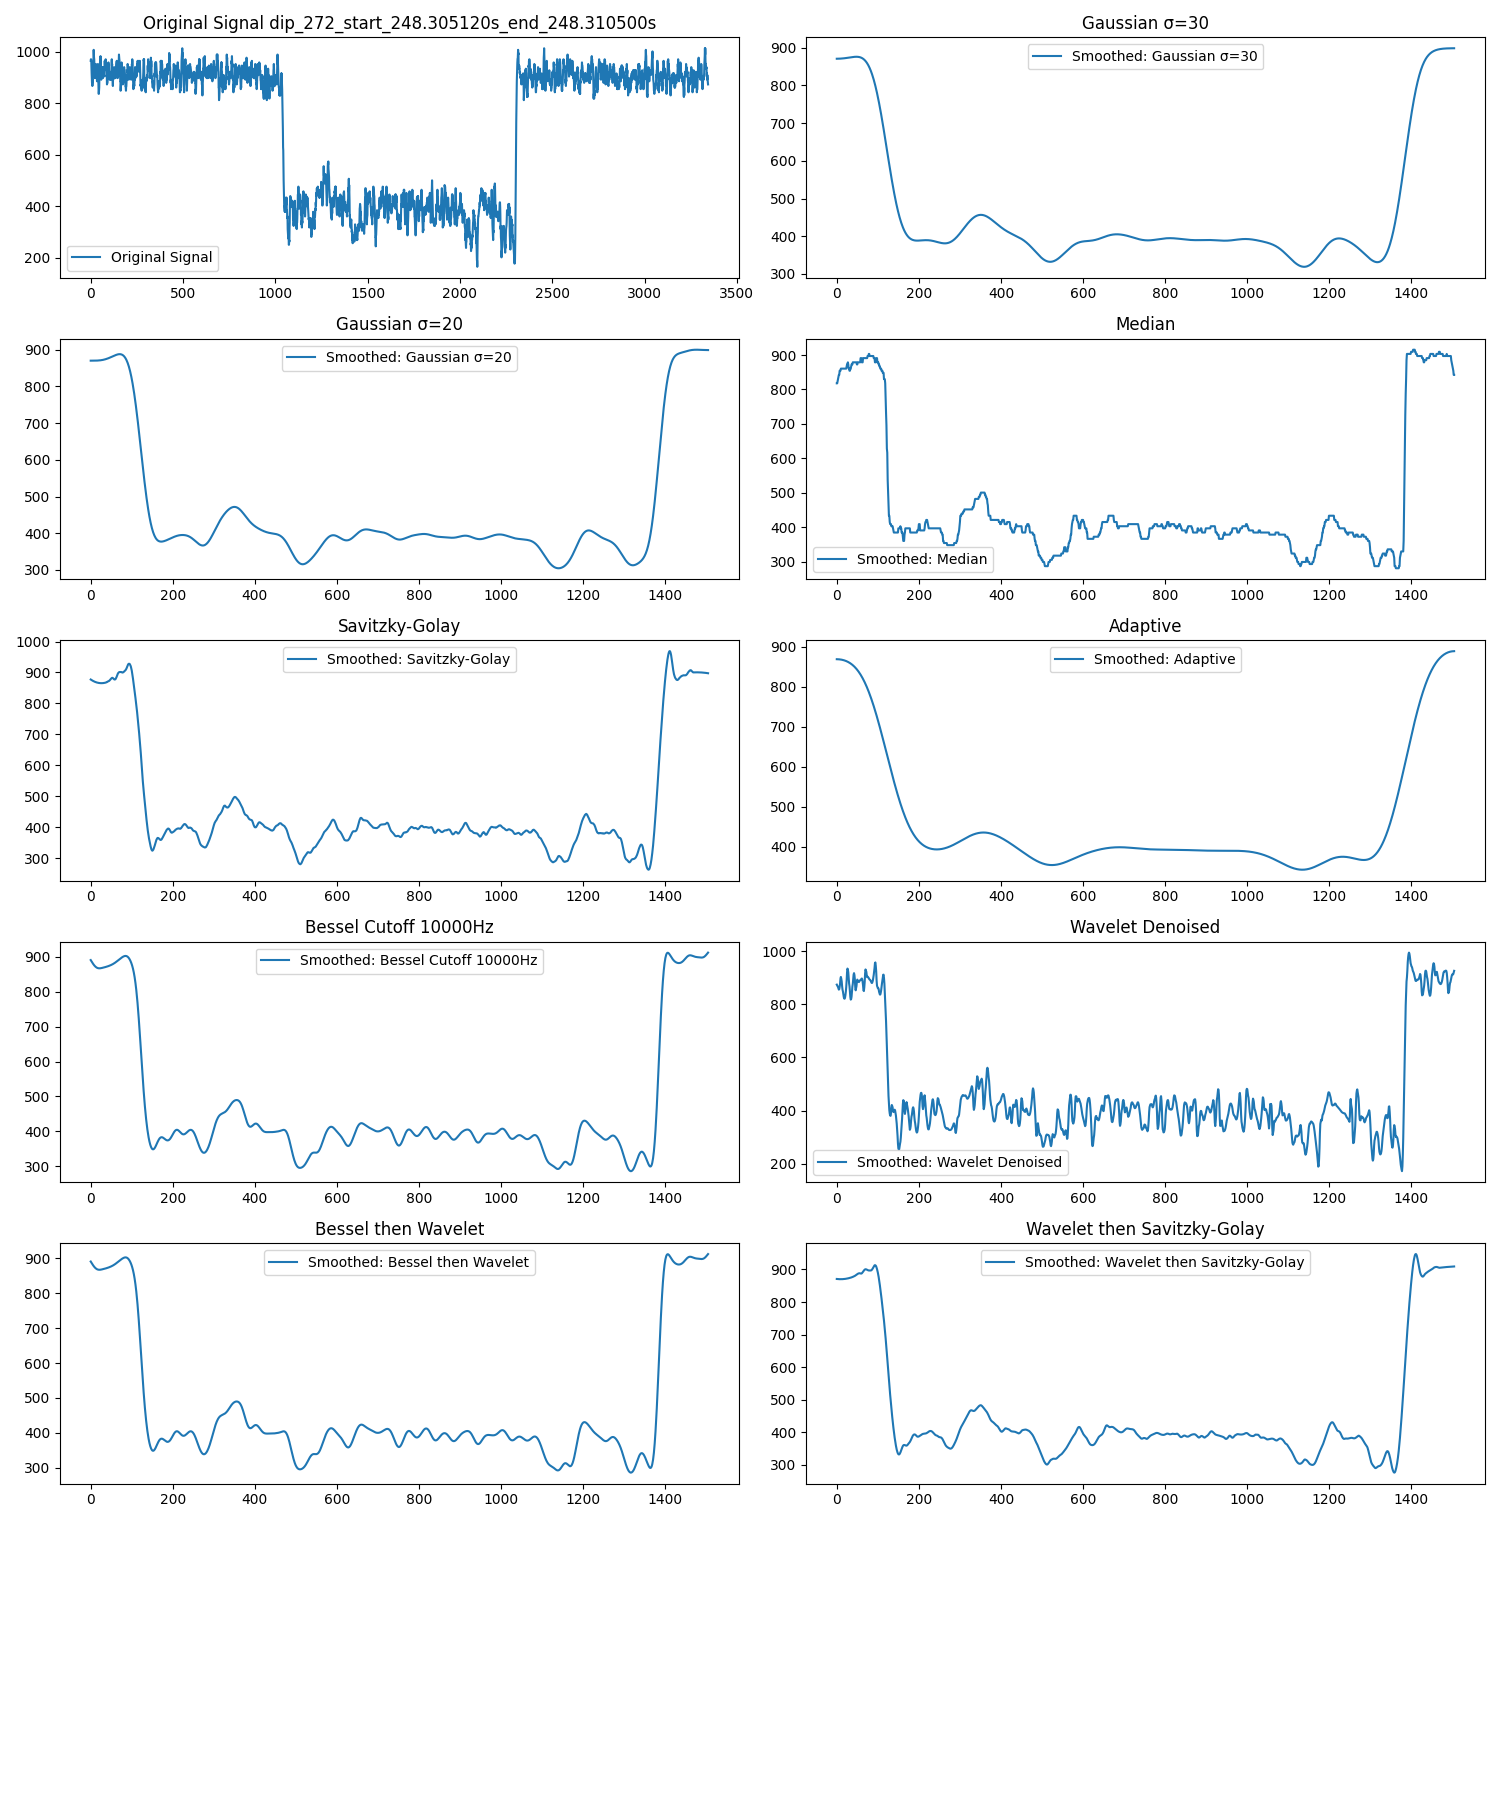 Original Signal dip_272_start_248.305120s_end_248.310500s
1000
800
600
400
200
Original Signal
0 500 1000 1500 2000 2500 3000 3500
Gaussian σ=30
900
800
700
600
500
400
300
Smoothed: Gaussian σ=30
0 200 400 600 800 1000 1200 1400
Gaussian σ=20
900
800
700
600
500
400
300
Smoothed: Gaussian σ=20
0 200 400 600 800 1000 1200 1400
Median
900
800
700
600
500
400
300
Smoothed: Median
0 200 400 600 800 1000 1200 1400
Savitzky-Golay
1000
900
800
700
600
500
400
300
Smoothed: Savitzky-Golay
0 200 400 600 800 1000 1200 1400
Adaptive
900
800
700
600
500
400
Smoothed: Adaptive
0 200 400 600 800 1000 1200 1400
Bessel Cutoff 10000Hz
900
800
700
600
500
400
300
Smoothed: Bessel Cutoff 10000Hz
0 200 400 600 800 1000 1200 1400
Wavelet Denoised
1000
800
600
400
200
Smoothed: Wavelet Denoised
0 200 400 600 800 1000 1200 1400
Bessel then Wavelet
900
800
700
600
500
400
300
Smoothed: Bessel then Wavelet
0 200 400 600 800 1000 1200 1400
Wavelet then Savitzky-Golay
900
800
700
600
500
400
300
Smoothed: Wavelet then Savitzky-Golay
0 200 400 600 800 1000 1200 1400